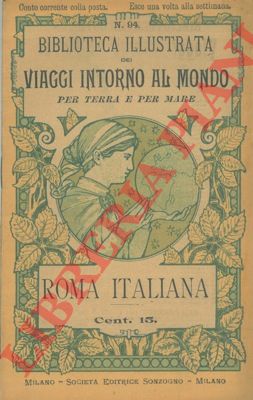 Conto corrente colla posta. Esce una volta alla settimana.
N. 94.
BIBLIOTECA ILLUSTRATA
DEI
VIAGGI INTORNO AL MONDO
PER TERRA E PER MARE
ROMA ITALIANA
Cent. 15.
MILANO – SOCIETÀ EDITRICE SONZOGNO – MILANO
LIBRERIA PIANI